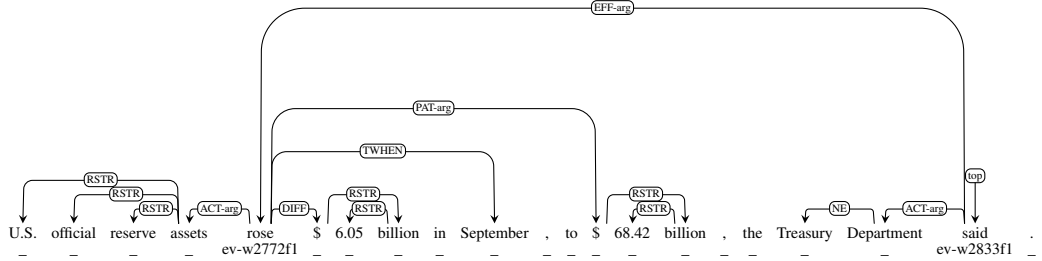 EFF-arg
PAT-arg
TWHEN
RSTR top
RSTR RSTR RSTR
RSTR ACT-arg DIFF RSTR RSTR NE ACT-arg
U.S. official reserve assets rose $ 6.05 billion in September , to $ 68.42 billion , the Treasury Department said .
_ _ _ _ ev-w2772f1 _ _ _ _ _ _ _ _ _ _ _ _ _ _ ev-w2833f1 _